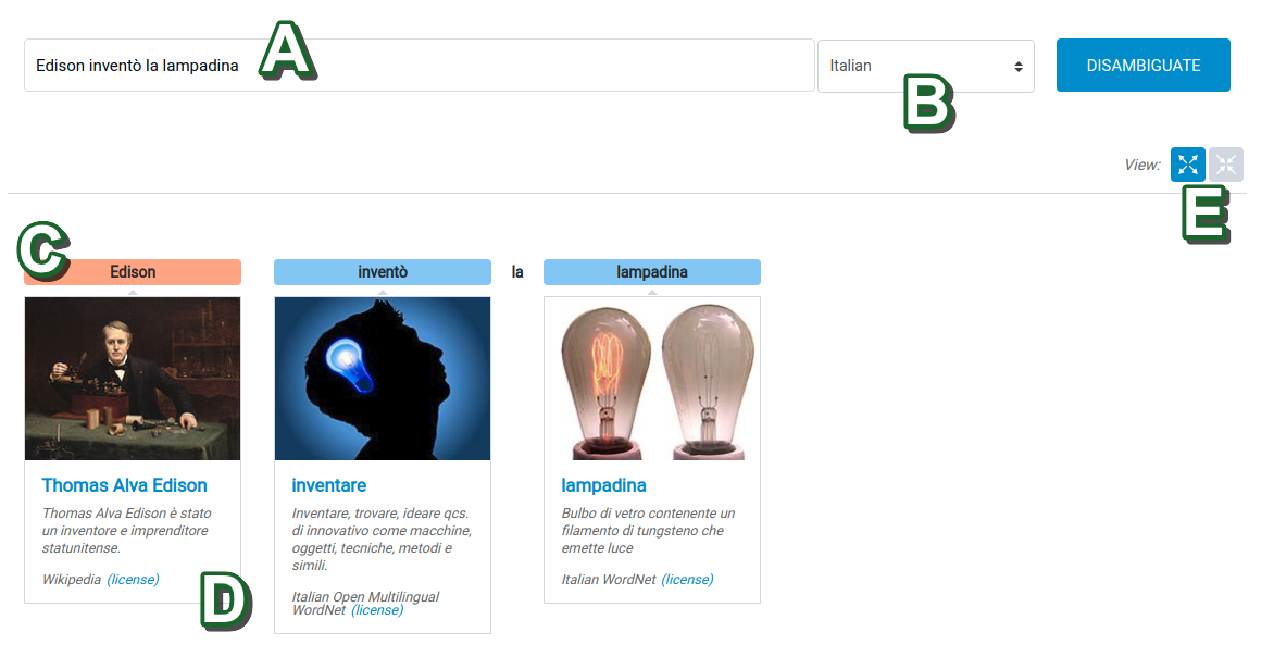 A
Edison inventò la lampadina
Italian
B
DISAMBIGUATE
View:
E
C
Edison
inventò
la
lampadina
Thomas Alva Edison
Thomas Alva Edison è stato
un inventore e imprenditore
statunitense.
Wikipedia (license)
D
inventare
Inventare, trovare, ideare qcs.
di innovativo come macchine,
oggetti, tecniche, metodi e
simili.
Italian Open Multilingual
WordNet (license)
lampadina
Bulbo di vetro contenente un
filamento di tungsteno che
emette luce
Italian WordNet (license)